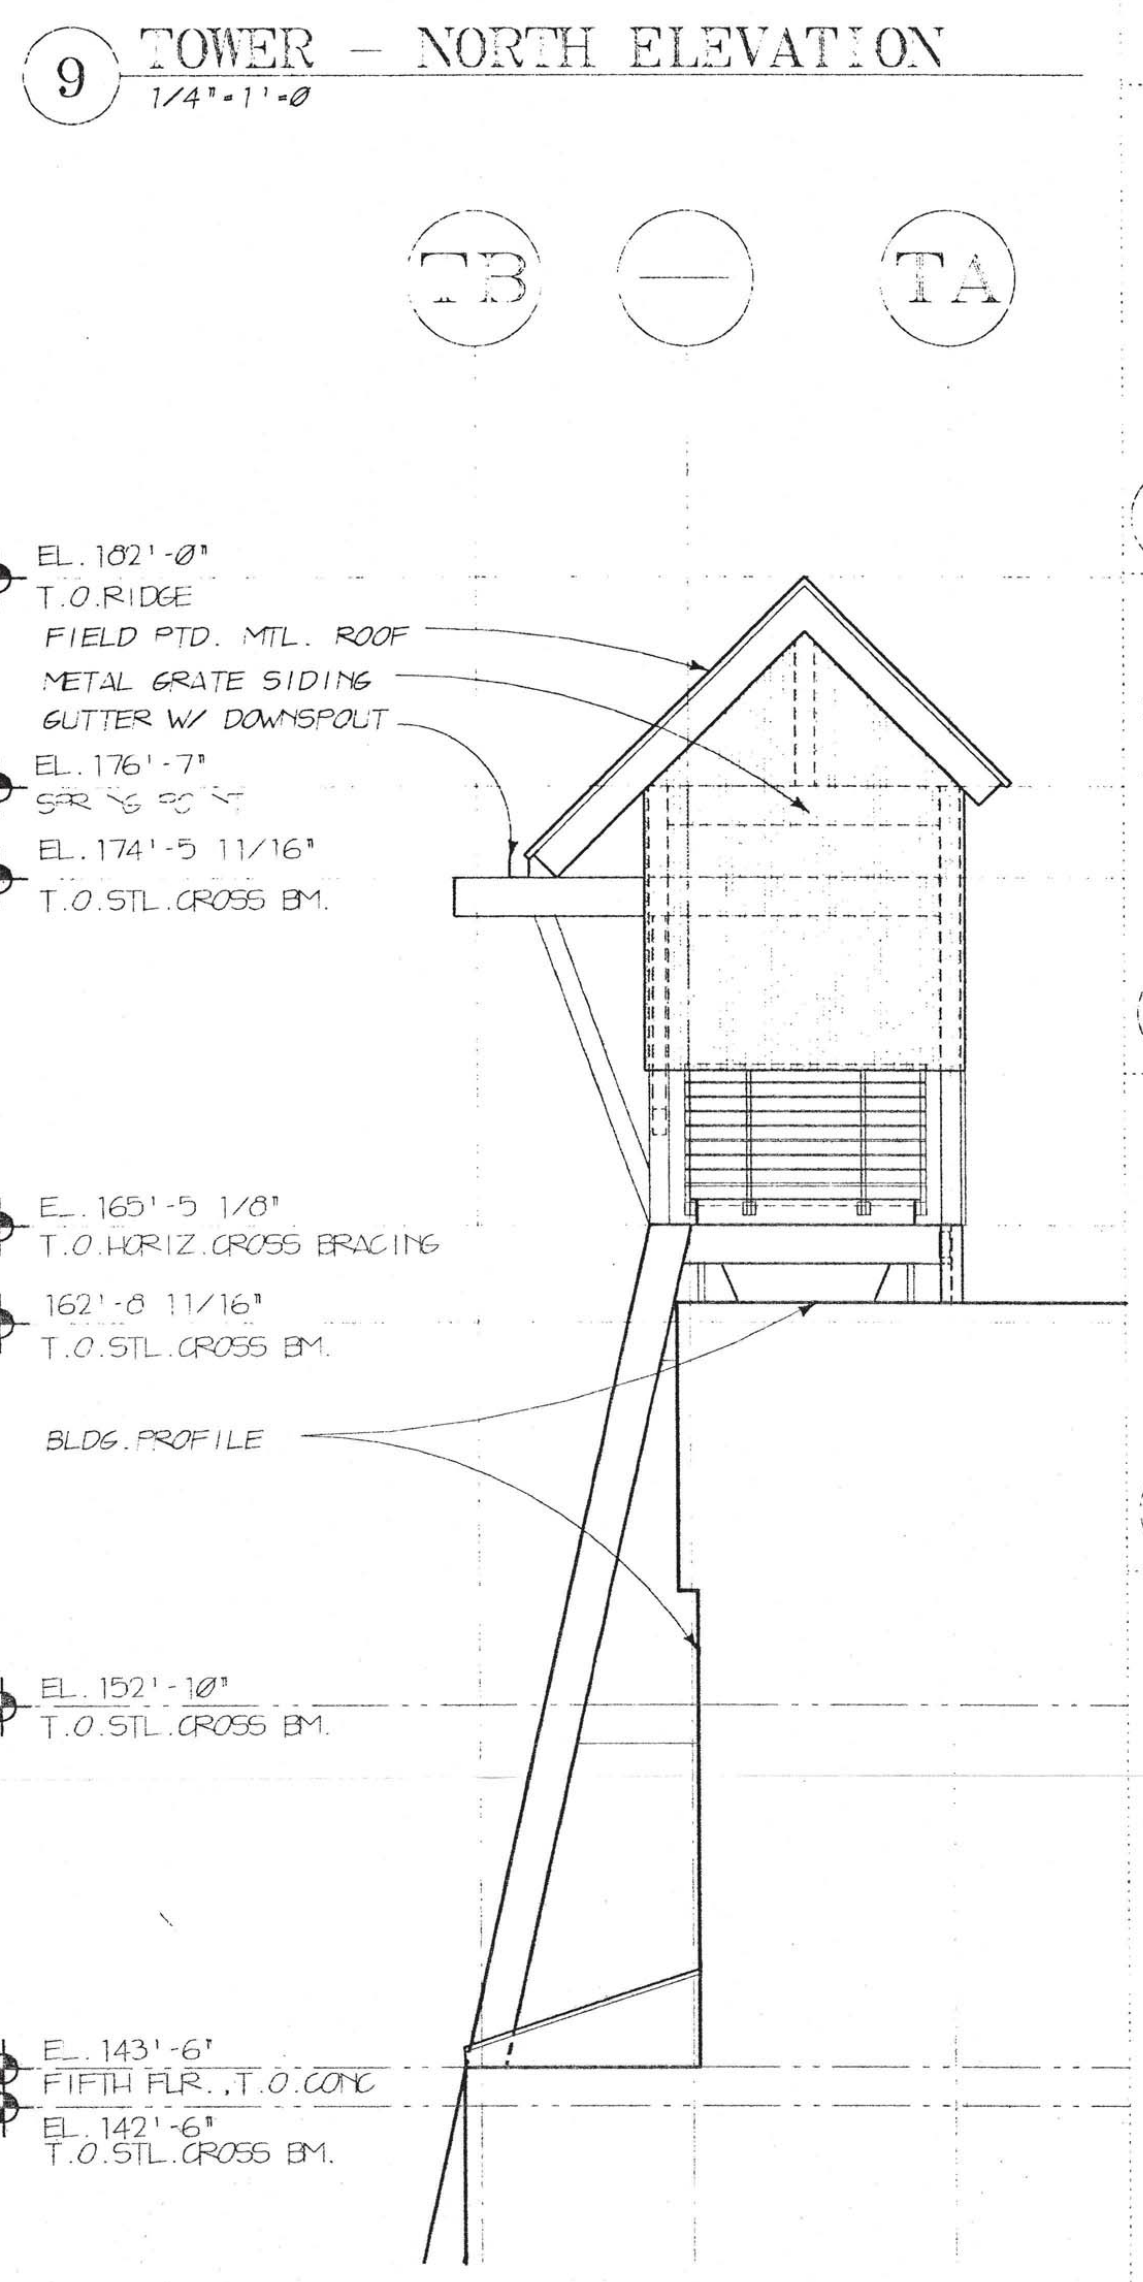 9 TOWER - NORTH ELEVATION
1/4"=1'=0
TB — TA
EL. 182'-0"
T.O.RIDGE
FIELD PTD. MTL. ROOF
METAL GRATE SIDING
GUTTER W/ DOWNSPOUT
EL. 176'-7"
SPRING POINT
EL. 174'-5 11/16"
T.O.STL.CROSS BM.
EL. 165'-5 1/8"
T.O.HORIZ.CROSS BRACING
162'-8 11/16"
T.O.STL.CROSS BM.
BLDG.PROFILE
EL. 152'-10"
T.O.STL.CROSS BM.
EL. 143'-6"
FIFTH FLR.,T.O.CONC
EL. 142'-6"
T.O.STL.CROSS BM.